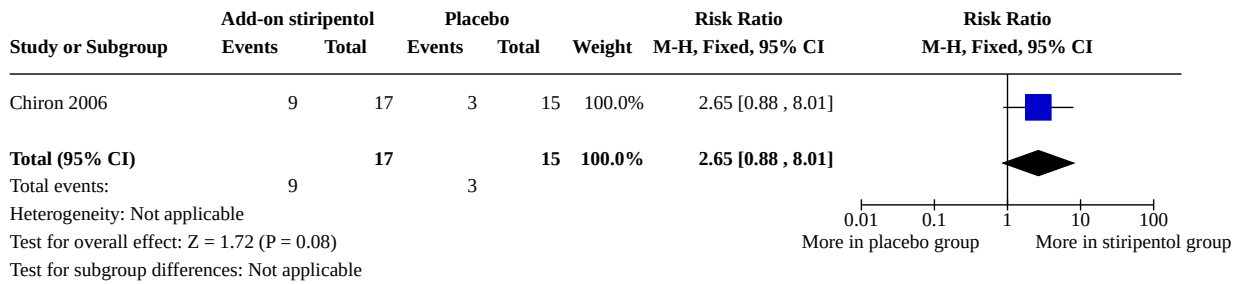 Add-on stiripentol Placebo Risk Ratio Risk Ratio
Study or Subgroup Events Total Events Total Weight M-H, Fixed, 95% CI M-H, Fixed, 95% CI
Chiron 2006 9 17 3 15 100.0% 2.65 [0.88 , 8.01]
Total (95% CI) 17 15 100.0% 2.65 [0.88 , 8.01]
Total events: 9 3
Heterogeneity: Not applicable
Test for overall effect: Z = 1.72 (P = 0.08)
Test for subgroup differences: Not applicable
0.01 0.1 1 10 100
More in placebo group More in stiripentol group